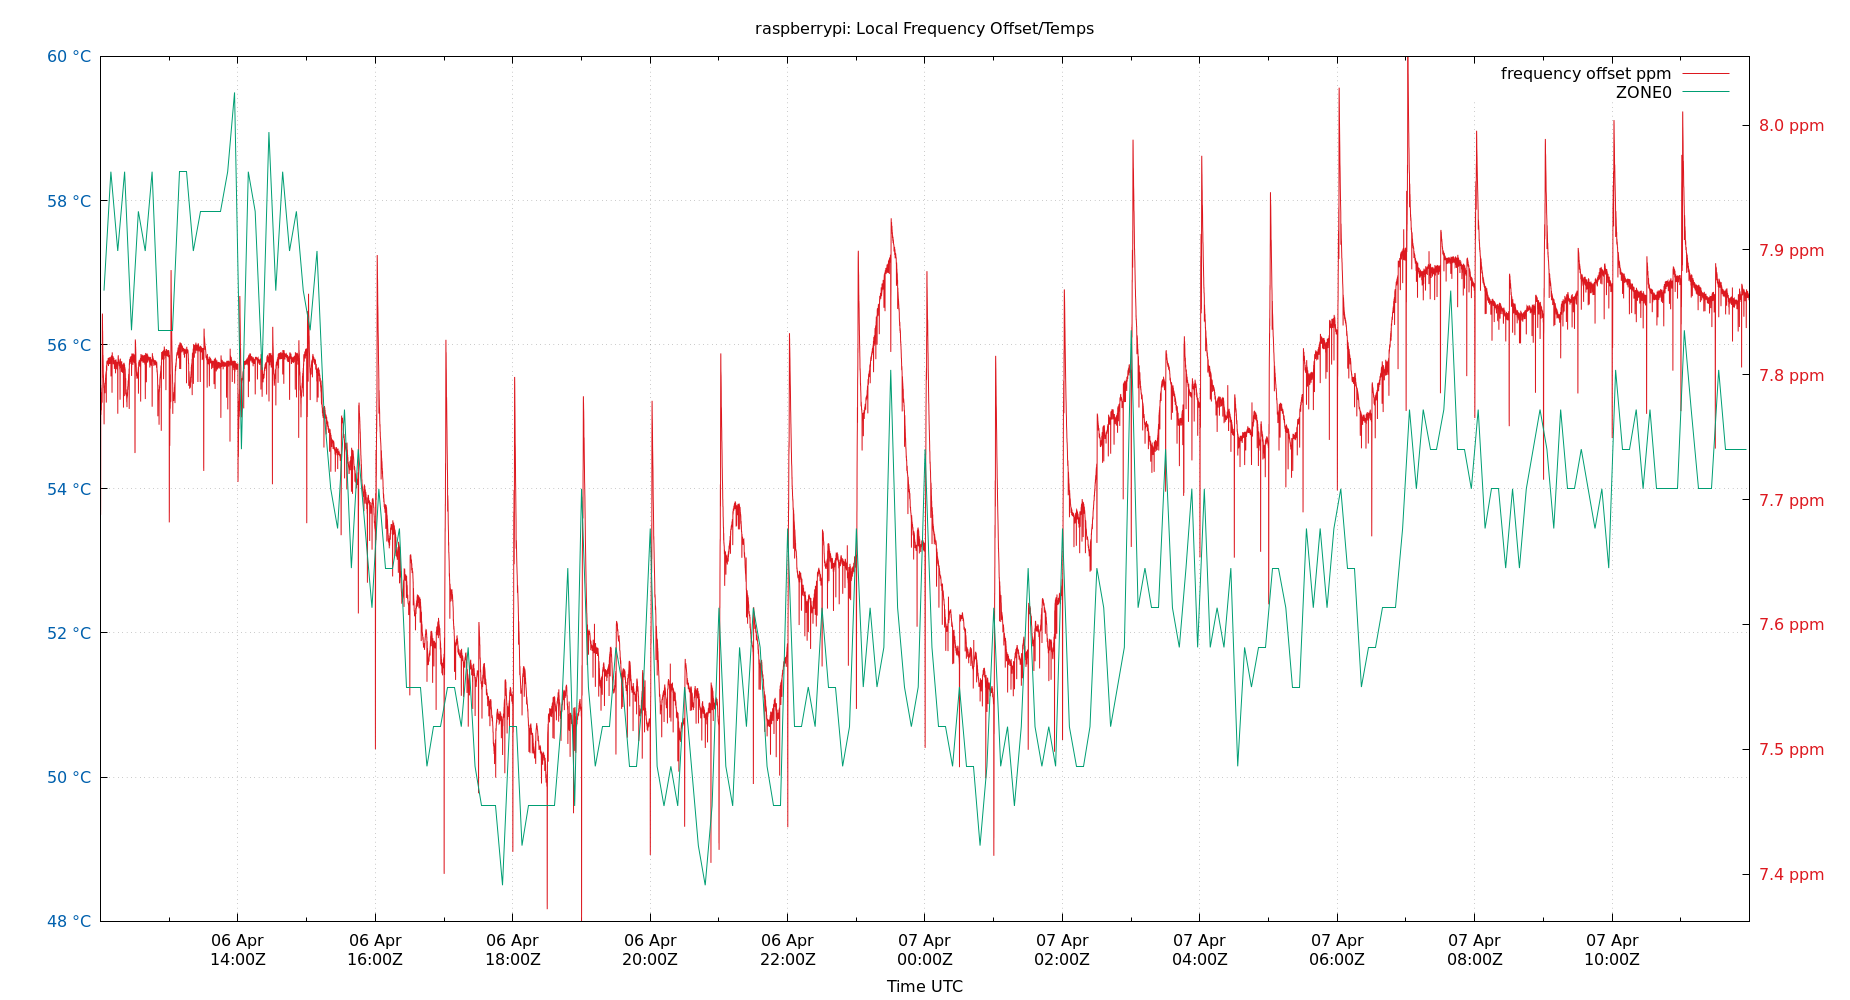 raspberrypi: Local Frequency Offset/Temps
60 °C
58 °C
56 °C
54 °C
52 °C
50 °C
48 °C
frequency offset ppm
ZONE0
8.0 ppm
7.9 ppm
7.8 ppm
7.7 ppm
7.6 ppm
7.5 ppm
7.4 ppm
06 Apr
14:00Z
06 Apr
16:00Z
06 Apr
18:00Z
06 Apr
20:00Z
06 Apr
22:00Z
07 Apr
00:00Z
07 Apr
02:00Z
07 Apr
04:00Z
07 Apr
06:00Z
07 Apr
08:00Z
07 Apr
10:00Z
Time UTC